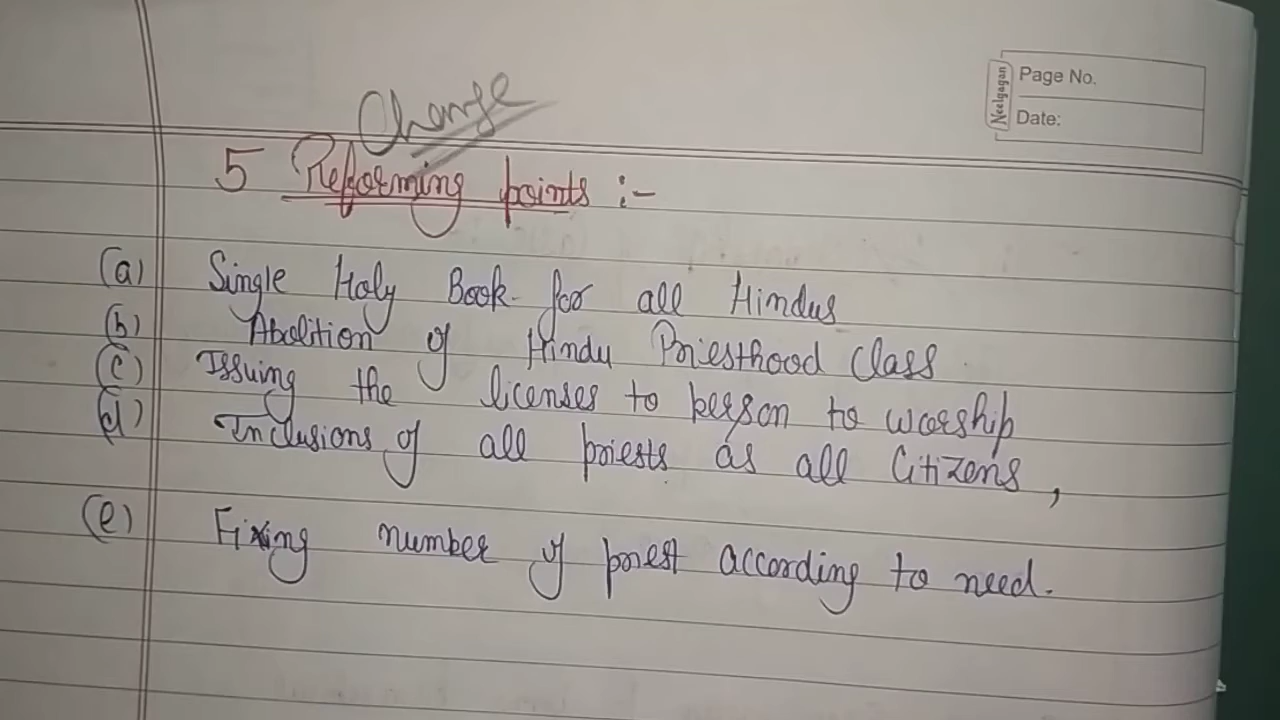 Change
Neelgagan
Page No.
Date:
5 Reforming points :-
(a) Single Holy Book for all Hindus
(b) Abolition of Hindu Priesthood class
(c) Issuing the licenses to person to worship
(d) Inclusions of all priests as all Citizens,
(e) Fixing number of priest according to need.